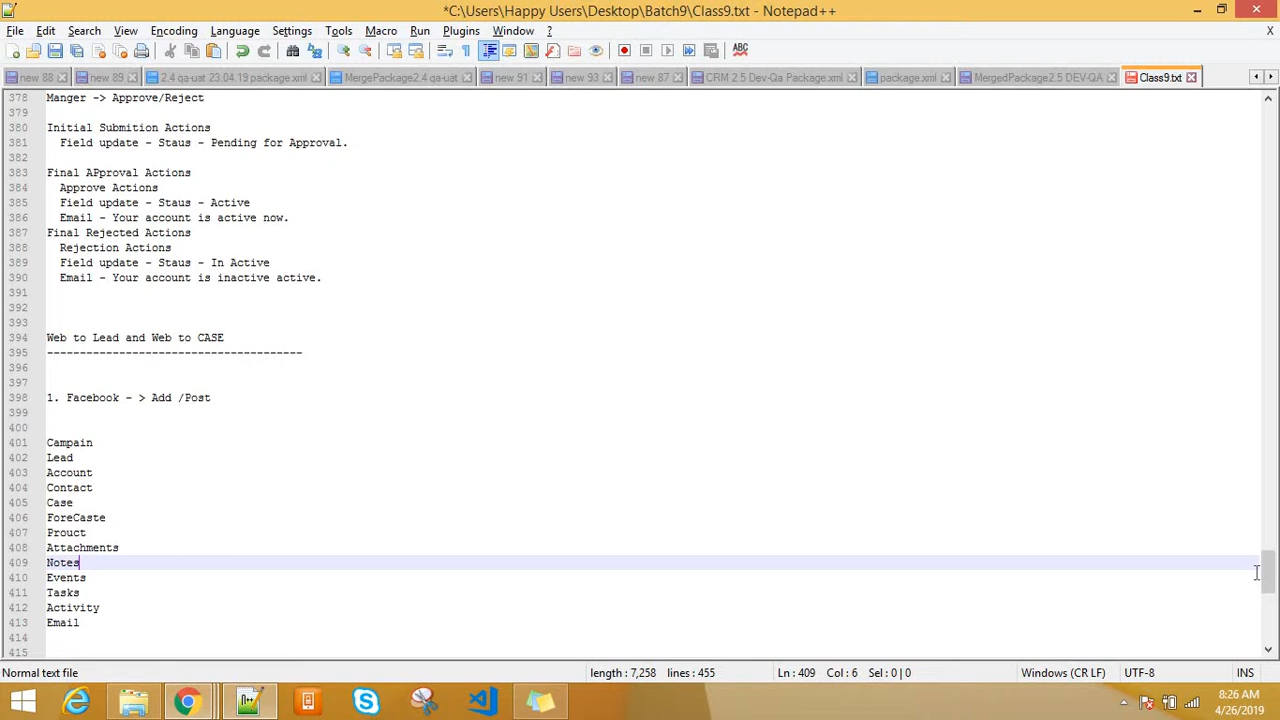 *C:\Users\Happy Users\Desktop\Batch9\Class9.txt - Notepad++
File Edit Search View Encoding Language Settings Tools Macro Run Plugins Window ? X
new 88 new 89 2.4 qa-uat 23.04.19 package.xml MergePackage2.6 qa-uat new 91 new 93 new 87 CRM 2.5 Dev-Qa Package.xml package.xml MergedPackage2.5 DEV-QA Class9.txt
378 Manger -> Approve/Reject
379
380 Initial Submition Actions
381 Field update - Staus - Pending for Approval.
382
383 Final APproval Actions
384 Approve Actions
385 Field update - Staus - Active
386 Email - Your account is active now.
387 Final Rejected Actions
388 Rejection Actions
389 Field update - Staus - In Active
390 Email - Your account is inactive active.
391
392
393
394 Web to Lead and Web to CASE
395 ---------------------------------------
396
397
398 1. Facebook - > Add /Post
399
400
401 Campain
402 Lead
403 Account
404 Contact
405 Case
406 ForeCaste
407 Prouct
408 Attachments
409 Notes
410 Events
411 Tasks
412 Activity
413 Email
414
415
Normal text file length : 7,258 lines : 455 Ln : 409 Col : 6 Sel : 0 | 0 Windows (CR LF) UTF-8 INS
8:26 AM
4/26/2019